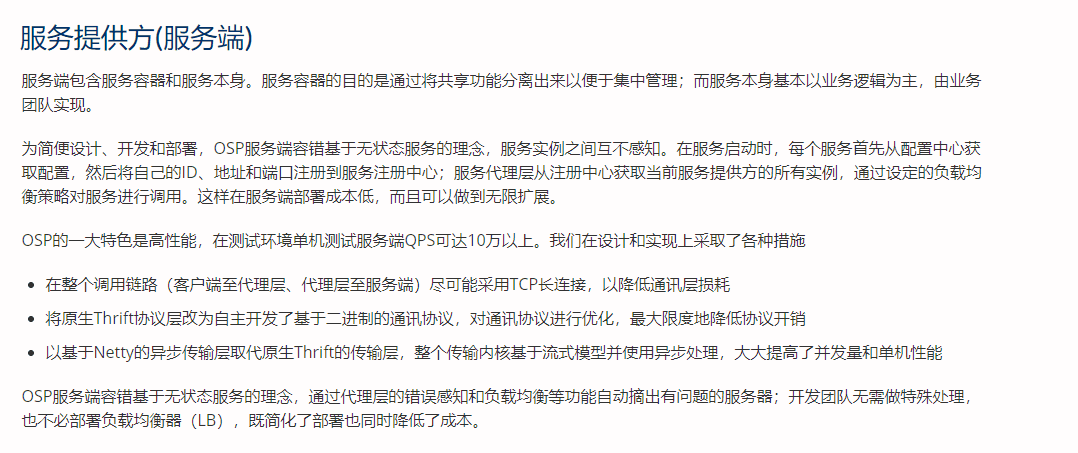 服务提供方(服务端)
服务端包含服务容器和服务本身。服务容器的目的是通过将共享功能分离出来以便于集中管理；而服务本身基本以业务逻辑为主，由业务
团队实现。
为简便设计、开发和部署，OSP服务端容错基于无状态服务的理念，服务实例之间互不感知。在服务启动时，每个服务首先从配置中心获
取配置，然后将自己的ID、地址和端口注册到服务注册中心；服务代理层从注册中心获取当前服务提供方的所有实例，通过设定的负载均
衡策略对服务进行调用。这样在服务端部署成本低，而且可以做到无限扩展。
OSP的一大特色是高性能，在测试环境单机测试服务端QPS可达10万以上。我们在设计和实现上采取了各种措施
• 在整个调用链路（客户端至代理层、代理层至服务端）尽可能采用TCP长连接，以降低通讯层损耗
• 将原生Thrift协议层改为自主开发了基于二进制的通讯协议，对通讯协议进行优化，最大限度地降低协议开销
• 以基于Netty的异步传输层取代原生Thrift的传输层，整个传输内核基于流式模型并使用异步处理，大大提高了并发量和单机性能
OSP服务端容错基于无状态服务的理念，通过代理层的错误感知和负载均衡等功能自动摘出有问题的服务器；开发团队无需做特殊处理，
也不必部署负载均衡器（LB），既简化了部署也同时降低了成本。